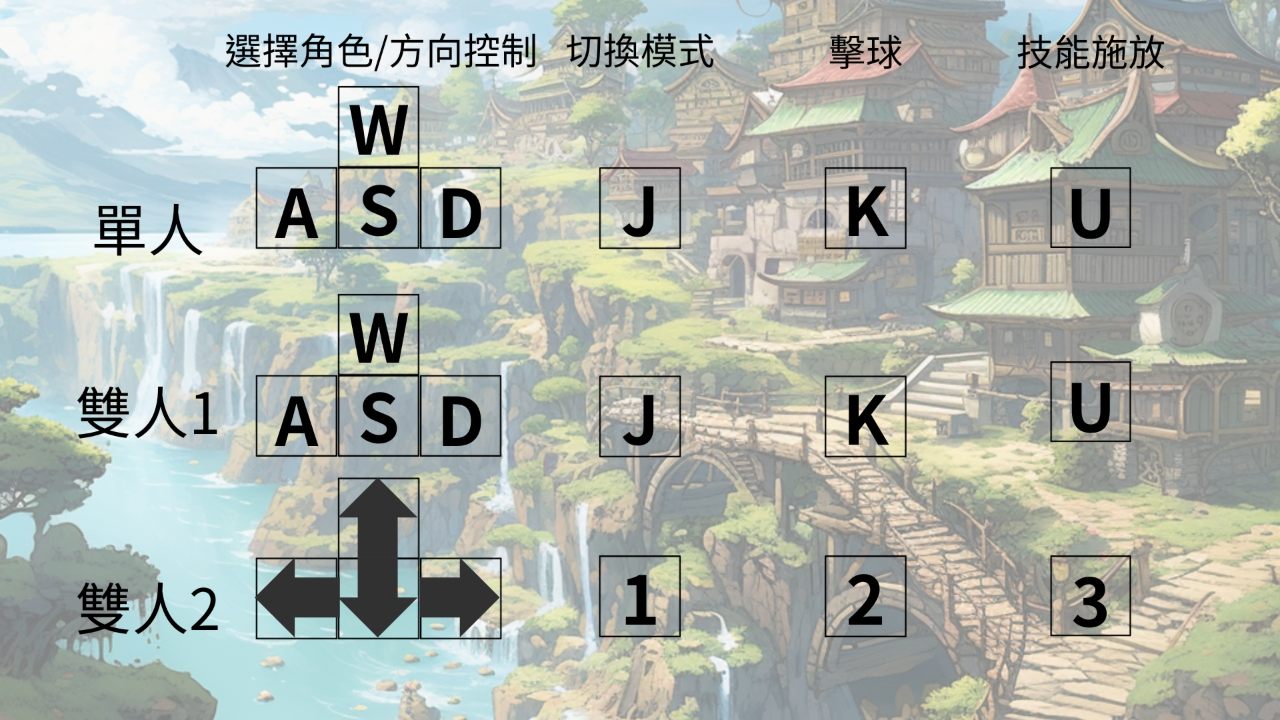 選擇角色/方向控制 切換模式 擊球 技能施放
W
單人 A S D J K U
W
雙人1 A S D J K U
雙人2 1 2 3